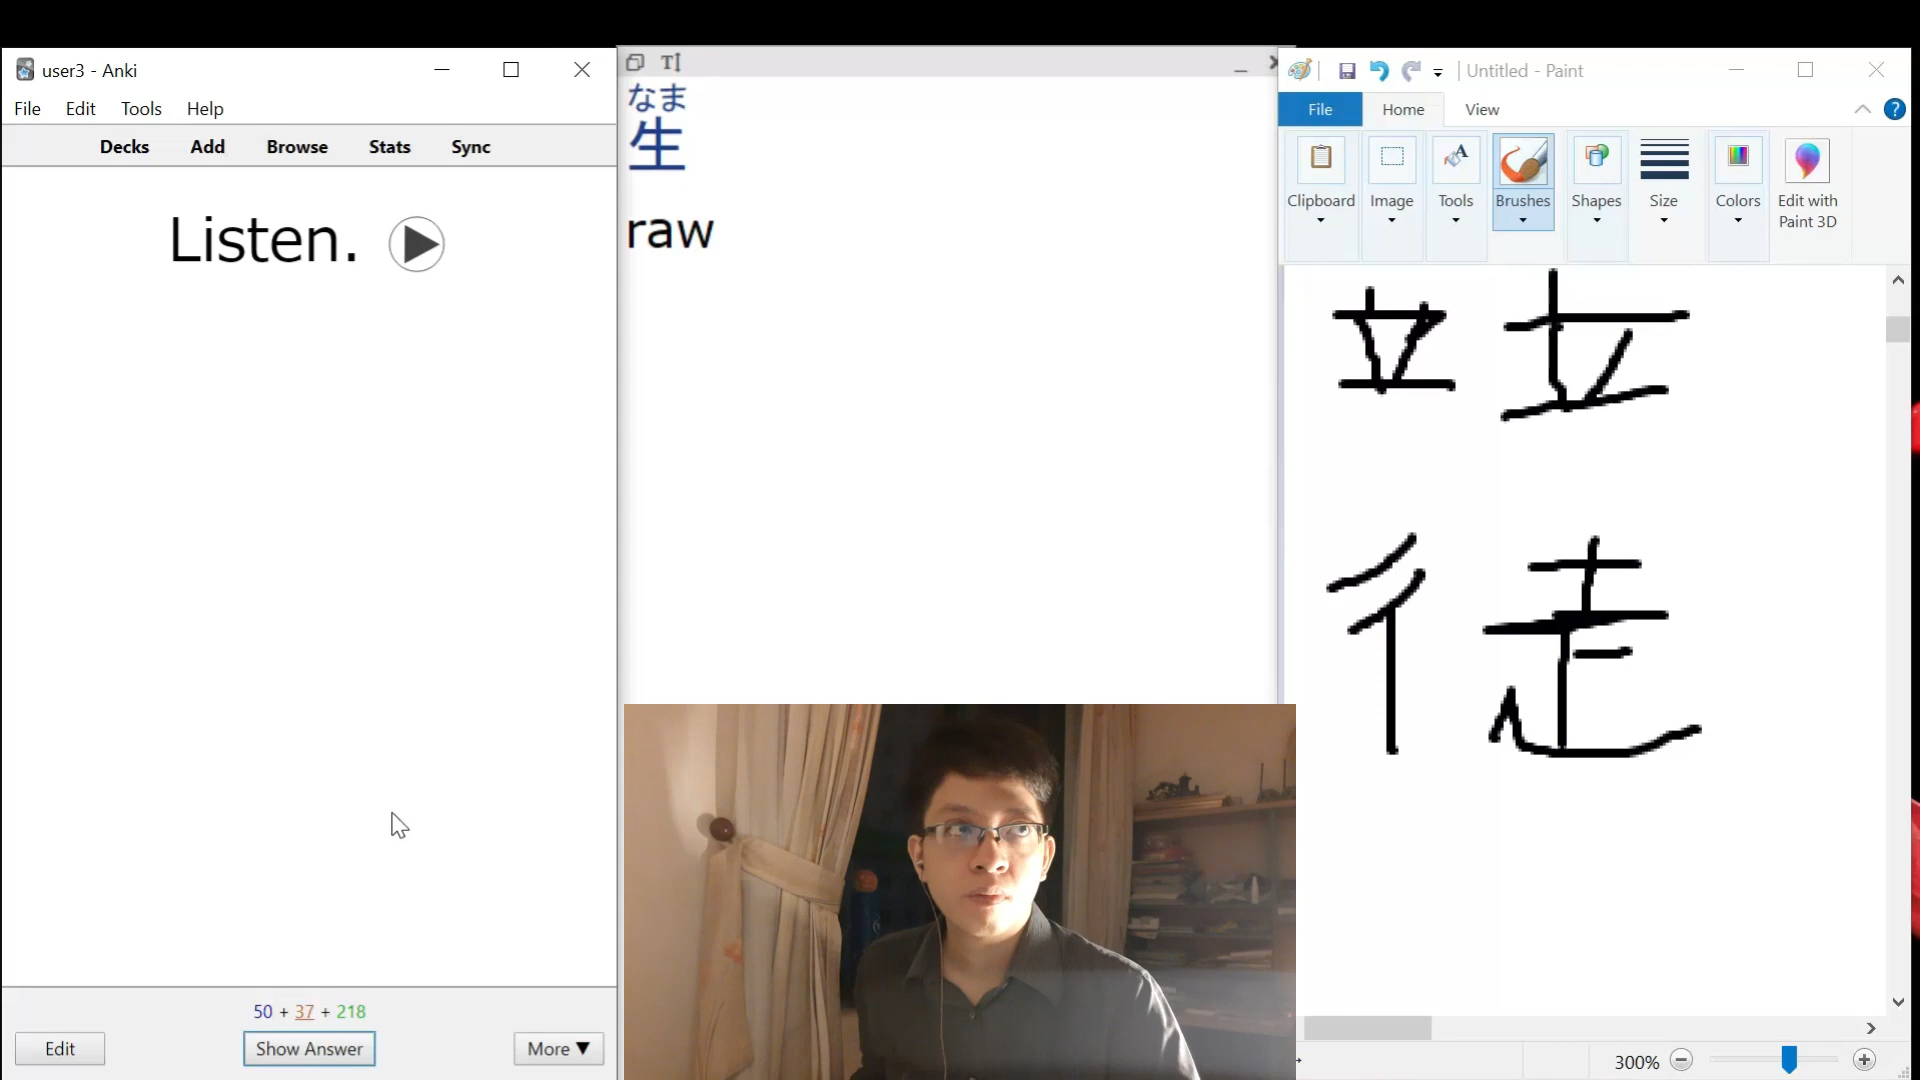 user3 - Anki
File Edit Tools Help
Decks Add Browse Stats Sync
Listen.
50 + 37 + 218
Edit Show Answer More ▼
なま
生
raw
Untitled - Paint
File Home View
Clipboard Image Tools Brushes Shapes Size Colors Edit with Paint 3D
立 立
彳 走
300%